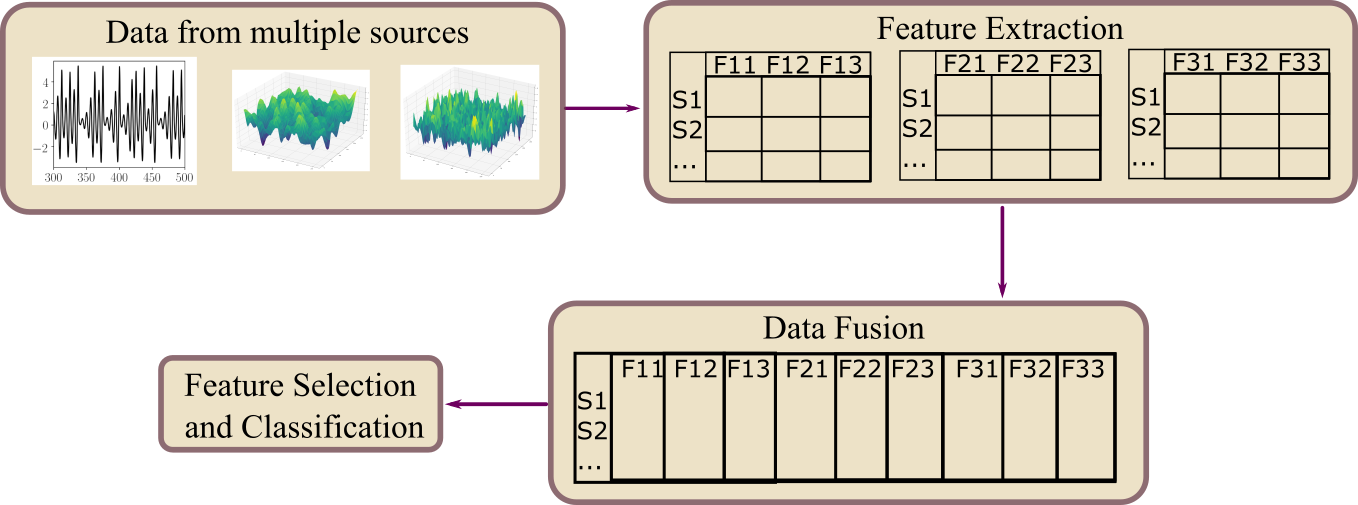 Data from multiple sources
4
2
0
−2
300 350 400 450 500
Feature Extraction
F11 F12 F13
S1
S2
...
F21 F22 F23
S1
S2
...
F31 F32 F33
S1
S2
...
Data Fusion
F11 F12 F13 F21 F22 F23 F31 F32 F33
S1
S2
...
Feature Selection
and Classification